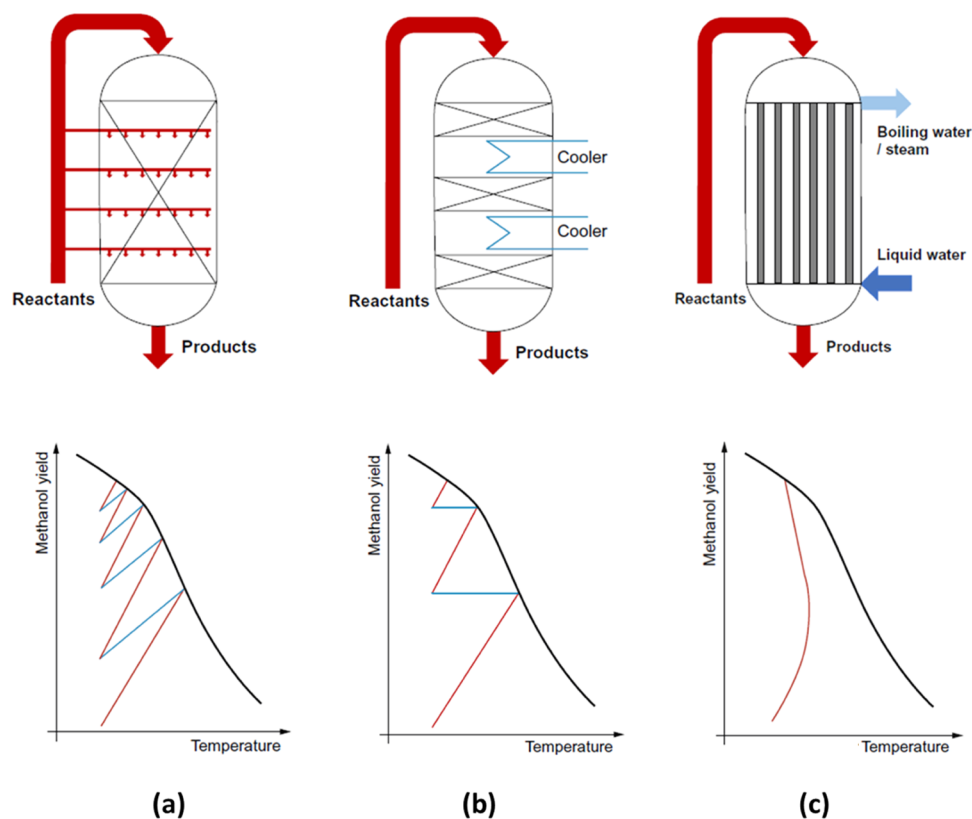 Reactants
Products
Cooler
Cooler
Reactants
Products
Boiling water
/ steam
Liquid water
Reactants
Products
Methanol yield
Temperature
Methanol yield
Temperature
Methanol yield
Temperature
(a)
(b)
(c)